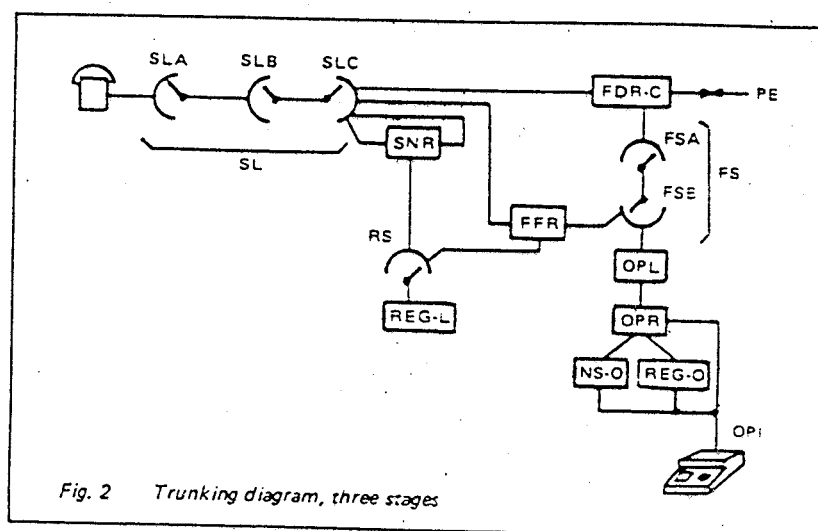 SLA SLB SLC
FDR-C PE
SL
SNR
FSA
FS
FSE
RS
FFR
OPL
REG-L
OPR
NS-O REG-O
OPI
Fig. 2 Trunking diagram, three stages